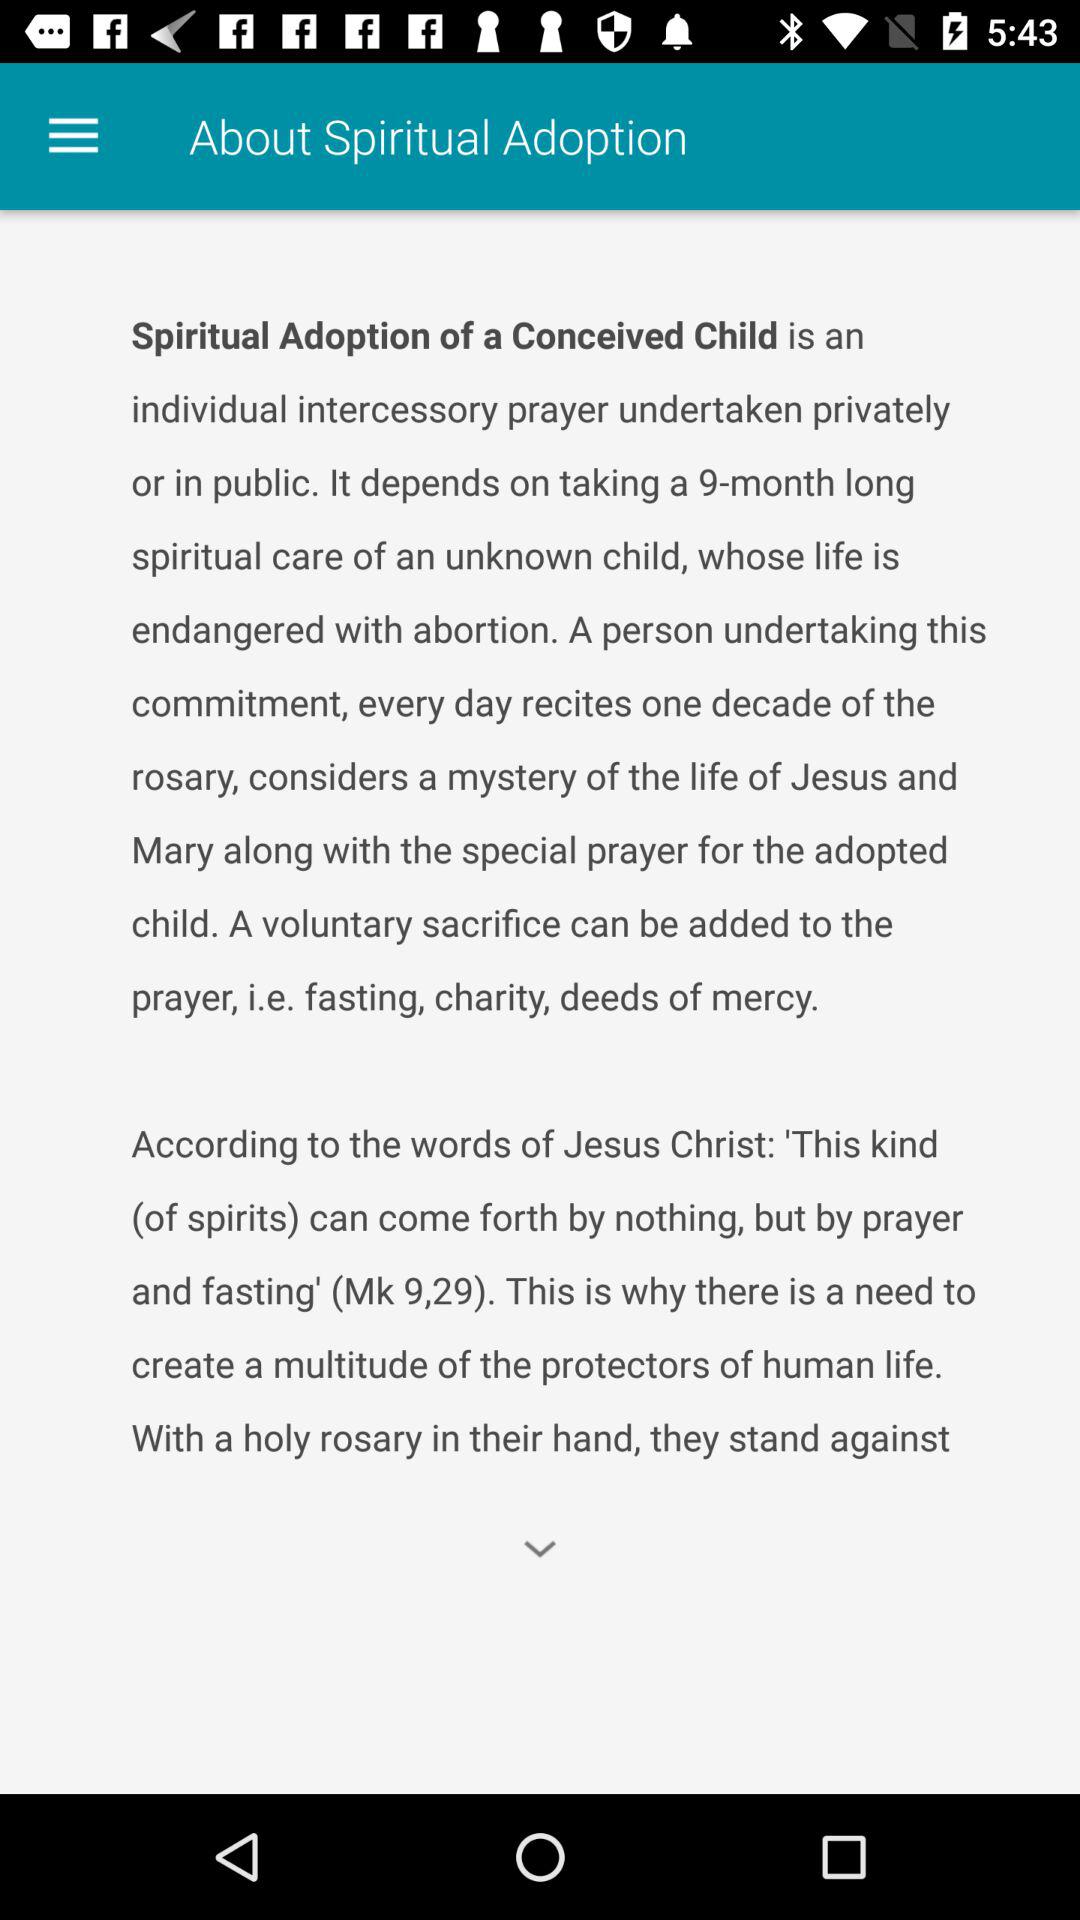 5:43
About Spiritual Adoption
Spiritual Adoption of a Conceived Child is an
individual intercessory prayer undertaken privately
or in public. It depends on taking a 9-month long
spiritual care of an unknown child, whose life is
endangered with abortion. A person undertaking this
commitment, every day recites one decade of the
rosary, considers a mystery of the life of Jesus and
Mary along with the special prayer for the adopted
child. A voluntary sacrifice can be added to the
prayer, i.e. fasting, charity, deeds of mercy.
According to the words of Jesus Christ: 'This kind
(of spirits) can come forth by nothing, but by prayer
and fasting' (Mk 9,29). This is why there is a need to
create a multitude of the protectors of human life.
With a holy rosary in their hand, they stand against